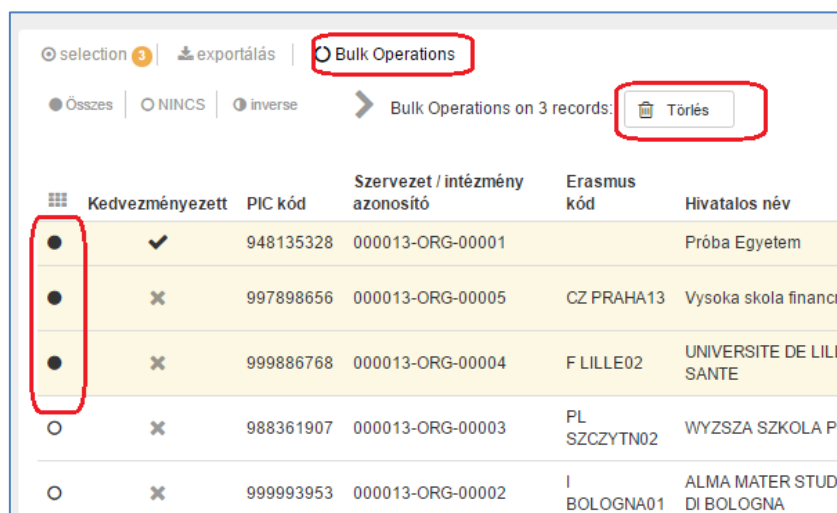 selection 3 exportálás Bulk Operations
Összes NINCS inverse Bulk Operations on 3 records: Törlés
Kedvezményezett PIC kód Szervezet / intézmény azonosító Erasmus kód Hivatalos név
948135328 000013-ORG-00001 Próba Egyetem
997898656 000013-ORG-00005 CZ PRAHA13 Vysoka skola financ
999886768 000013-ORG-00004 F LILLE02 UNIVERSITE DE LILL
SANTE
988361907 000013-ORG-00003 PL SZCZYTN02 WYZSZA SZKOLA P
999993953 000013-ORG-00002 I BOLOGNA01 ALMA MATER STUD
DI BOLOGNA